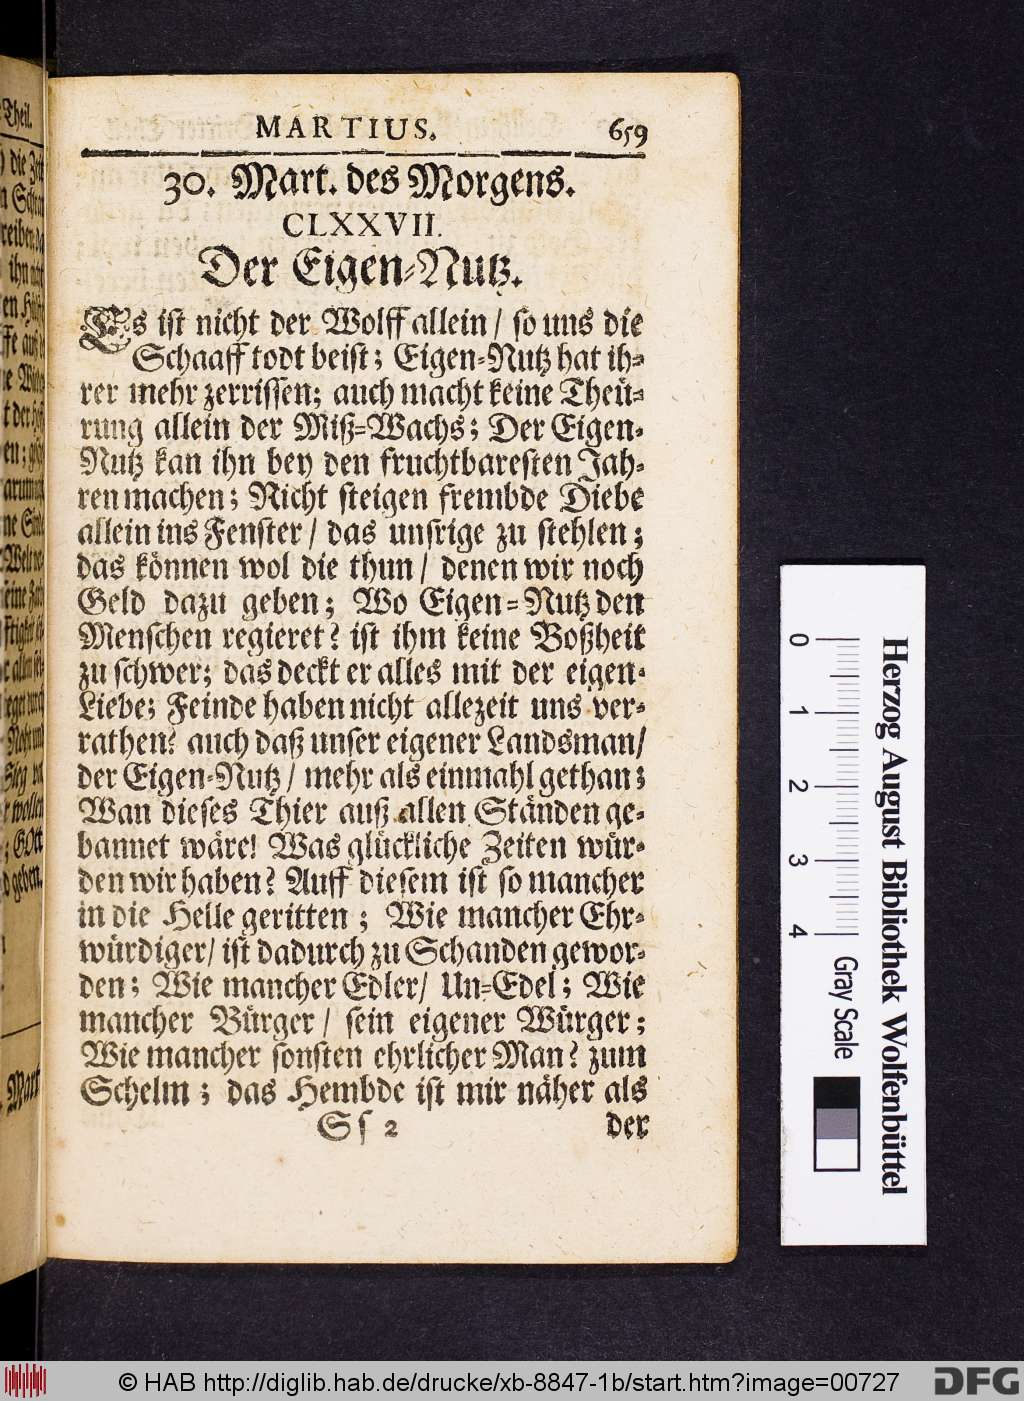 MARTIUS. 659
30. Mart. des Morgens.
CLXXVII.
Der Eigen-Nutz.
Es ist nicht der Wolff allein / so uns die
Schaaff todt beist; Eigen-Nutz hat ih-
rer mehr zerrissen; auch macht keine Theü-
rung allein der Miß-Wachs; Der Eigen-
Nutz kan ihn bey den fruchtbaresten Jah-
ren machen; Nicht steigen frembde Diebe
allein ins Fenster / das unsrige zu stehlen;
das können wol die thun / denen wir noch
Geld dazu geben; Wo Eigen-Nutz den
Menschen regieret? ist ihm keine Boßheit
zu schwer; das deckt er alles mit der eigen-
Liebe; Feinde haben nicht allezeit uns ver-
rathen? auch daß unser eigener Landsman /
der Eigen-Nutz / mehr als einmahl gethan;
Wan dieses Thier auß allen Ständen ge-
bannet wäre! Was glückliche Zeiten wür-
den wir haben? Auff diesem ist so mancher
in die Helle geritten; Wie mancher Ehr-
würdiger / ist dadurch zu Schanden gewor-
den; Wie mancher Edler / Un-Edel; Wie
mancher Bürger / sein eigener Würger;
Wie mancher sonsten ehrlicher Man? zum
Schelm; das Hembde ist mir näher als
Ss 2 der
Theil.
0 1 2 3 4
Gray Scale
Herzog August Bibliothek Wolfenbüttel
© HAB http://diglib.hab.de/drucke/xb-8847-1b/start.htm?image=00727
DFG